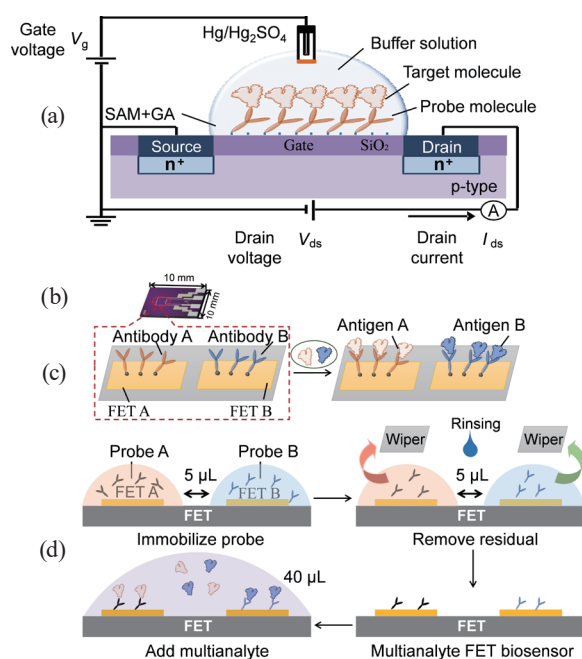 Gate
voltage
Vg
Hg/Hg2SO4
Buffer solution
Target molecule
Probe molecule
(a)
SAM+GA
Source
Gate
SiO2
Drain
n+
n+
p-type
A
Drain
voltage
Vds
Drain
current
Ids
(b)
10 mm
10 mm
Antibody A
Antibody B
Antigen A
Antigen B
(c)
FET A
FET B
Rinsing
Wiper
Wiper
Probe A
Probe B
5 μL
5 μL
FET A
FET B
FET
FET
Immobilize probe
Remove residual
(d)
40 μL
FET
FET
Add multianalyte
Multianalyte FET biosensor